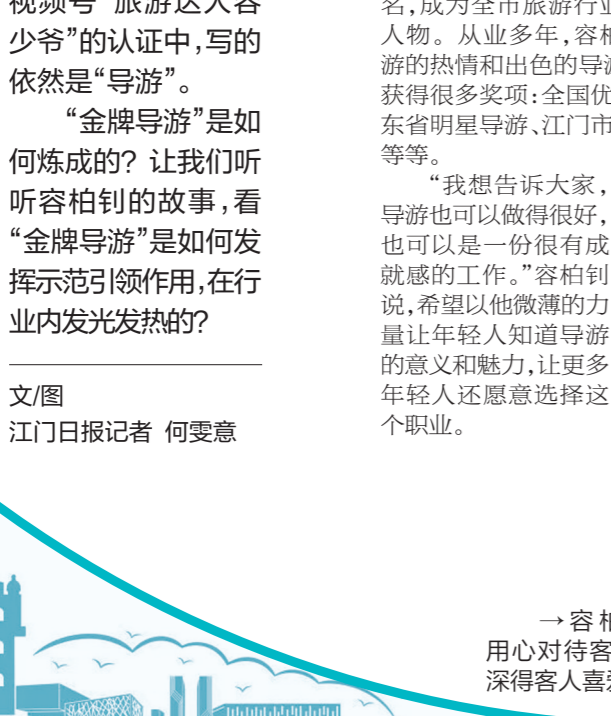 视频号“旅游达人容
少爷”的认证中,写的
依然是“导游”。
“金牌导游”是如
何炼成的? 让我们听
听容柏钊的故事,看
“金牌导游”是如何发
挥示范引领作用,在行
业内发光发热的?
文/图
江门日报记者 何雯意
名,成为全市旅游行业
人物。从业多年,容柏
游的热情和出色的导游
获得很多奖项:全国优
东省明星导游、江门市
等等。
“我想告诉大家,
导游也可以做得很好,
也可以是一份很有成
就感的工作。”容柏钊
说,希望以他微薄的力
量让年轻人知道导游
的意义和魅力,让更多
年轻人还愿意选择这
个职业。
→容柏
用心对待客
深得客人喜爱